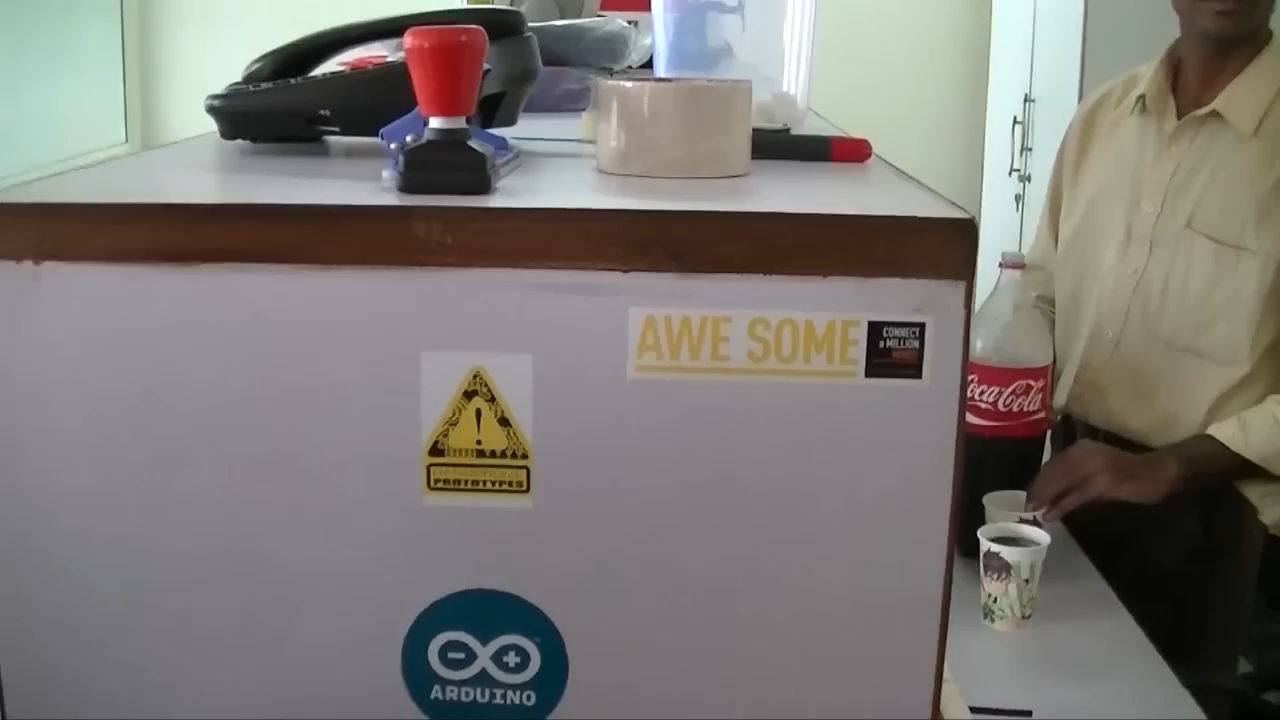 AWE SOME
CONNECT
a MILLION
Coca-Cola
PROTOTYPES
ARDUINO